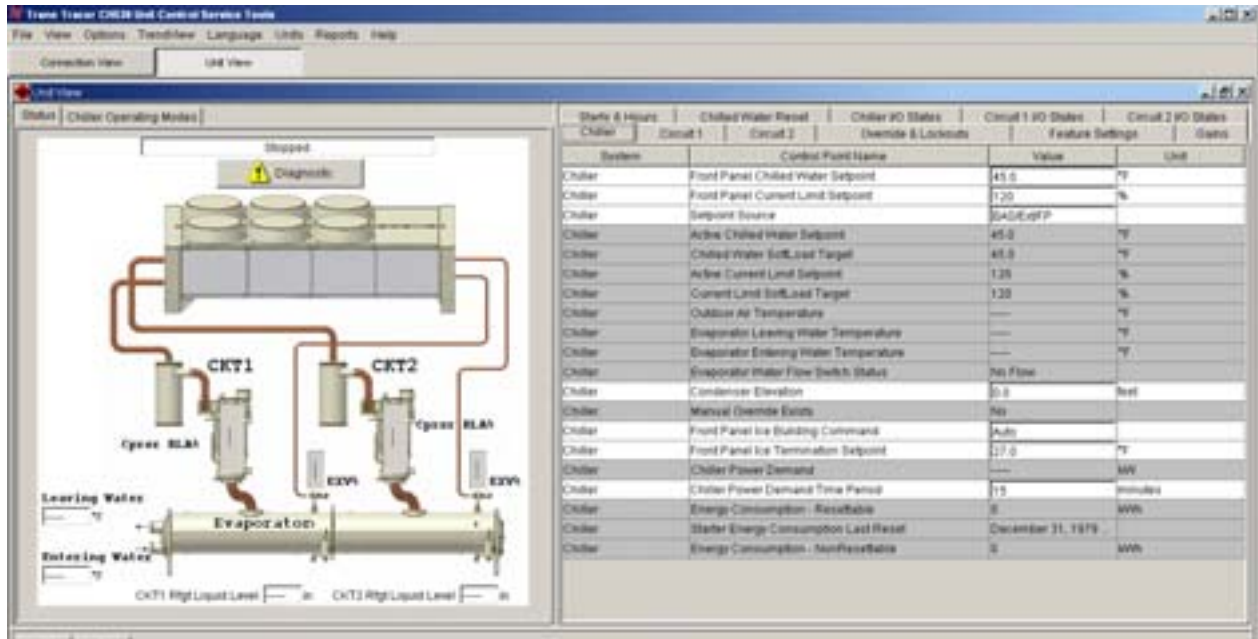 Trane Tracer CH530 Unit Control Service Tools
File View Options TrendView Language Units Reports Help
Connection View Unit View
Unit View
Status Chiller Operating Modes
Stopped
Diagnostic
CKT1 CKT2
Cprsr RLA%
Cprsr RLA%
EXV%
EXV%
Leaving Water
---- °F
Evaporator
Entering Water
---- °F
CKT1 Rfgt Liquid Level ---- in CKT2 Rfgt Liquid Level ---- in
Starts & Hours Chilled Water Reset Chiller I/O States Circuit 1 I/O States Circuit 2 I/O States
Chiller Circuit 1 Circuit 2 Override & Lockouts Feature Settings Gains
System Control Point Name Value Unit
Chiller Front Panel Chilled Water Setpoint 45.0 °F
Chiller Front Panel Current Limit Setpoint 120 %
Chiller Setpoint Source BAS/Ext/FP
Chiller Active Chilled Water Setpoint 45.0 °F
Chiller Chilled Water SoftLoad Target 45.0 °F
Chiller Active Current Limit Setpoint 120 %
Chiller Current Limit SoftLoad Target 120 %
Chiller Outdoor Air Temperature ----- °F
Chiller Evaporator Leaving Water Temperature ----- °F
Chiller Evaporator Entering Water Temperature ----- °F
Chiller Evaporator Water Flow Switch Status No Flow
Chiller Condenser Elevation 0.0 feet
Chiller Manual Override Exists No
Chiller Front Panel Ice Building Command Auto
Chiller Front Panel Ice Termination Setpoint 27.0 °F
Chiller Chiller Power Demand ----- kW
Chiller Chiller Power Demand Time Period 15 minutes
Chiller Energy Consumption - Resettable 0 kWh
Chiller Starter Energy Consumption Last Reset December 31, 1979 ...
Chiller Energy Consumption - NonResettable 0 kWh